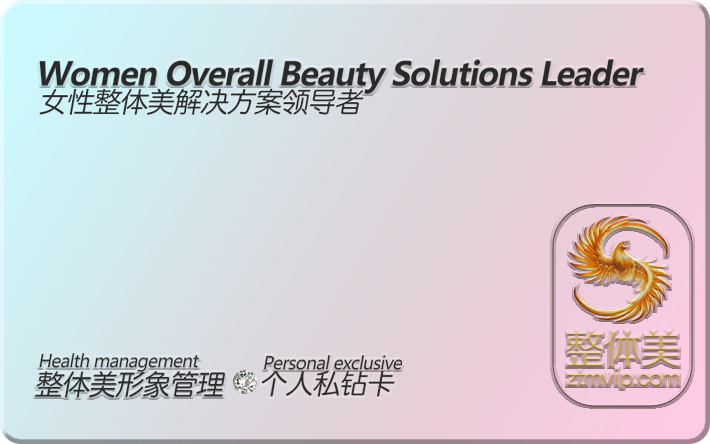 Women Overall Beauty Solutions Leader
女性整体美解决方案领导者
Health management
整体美形象管理
Personal exclusive
个人私钻卡
整体美
ztmvip.com